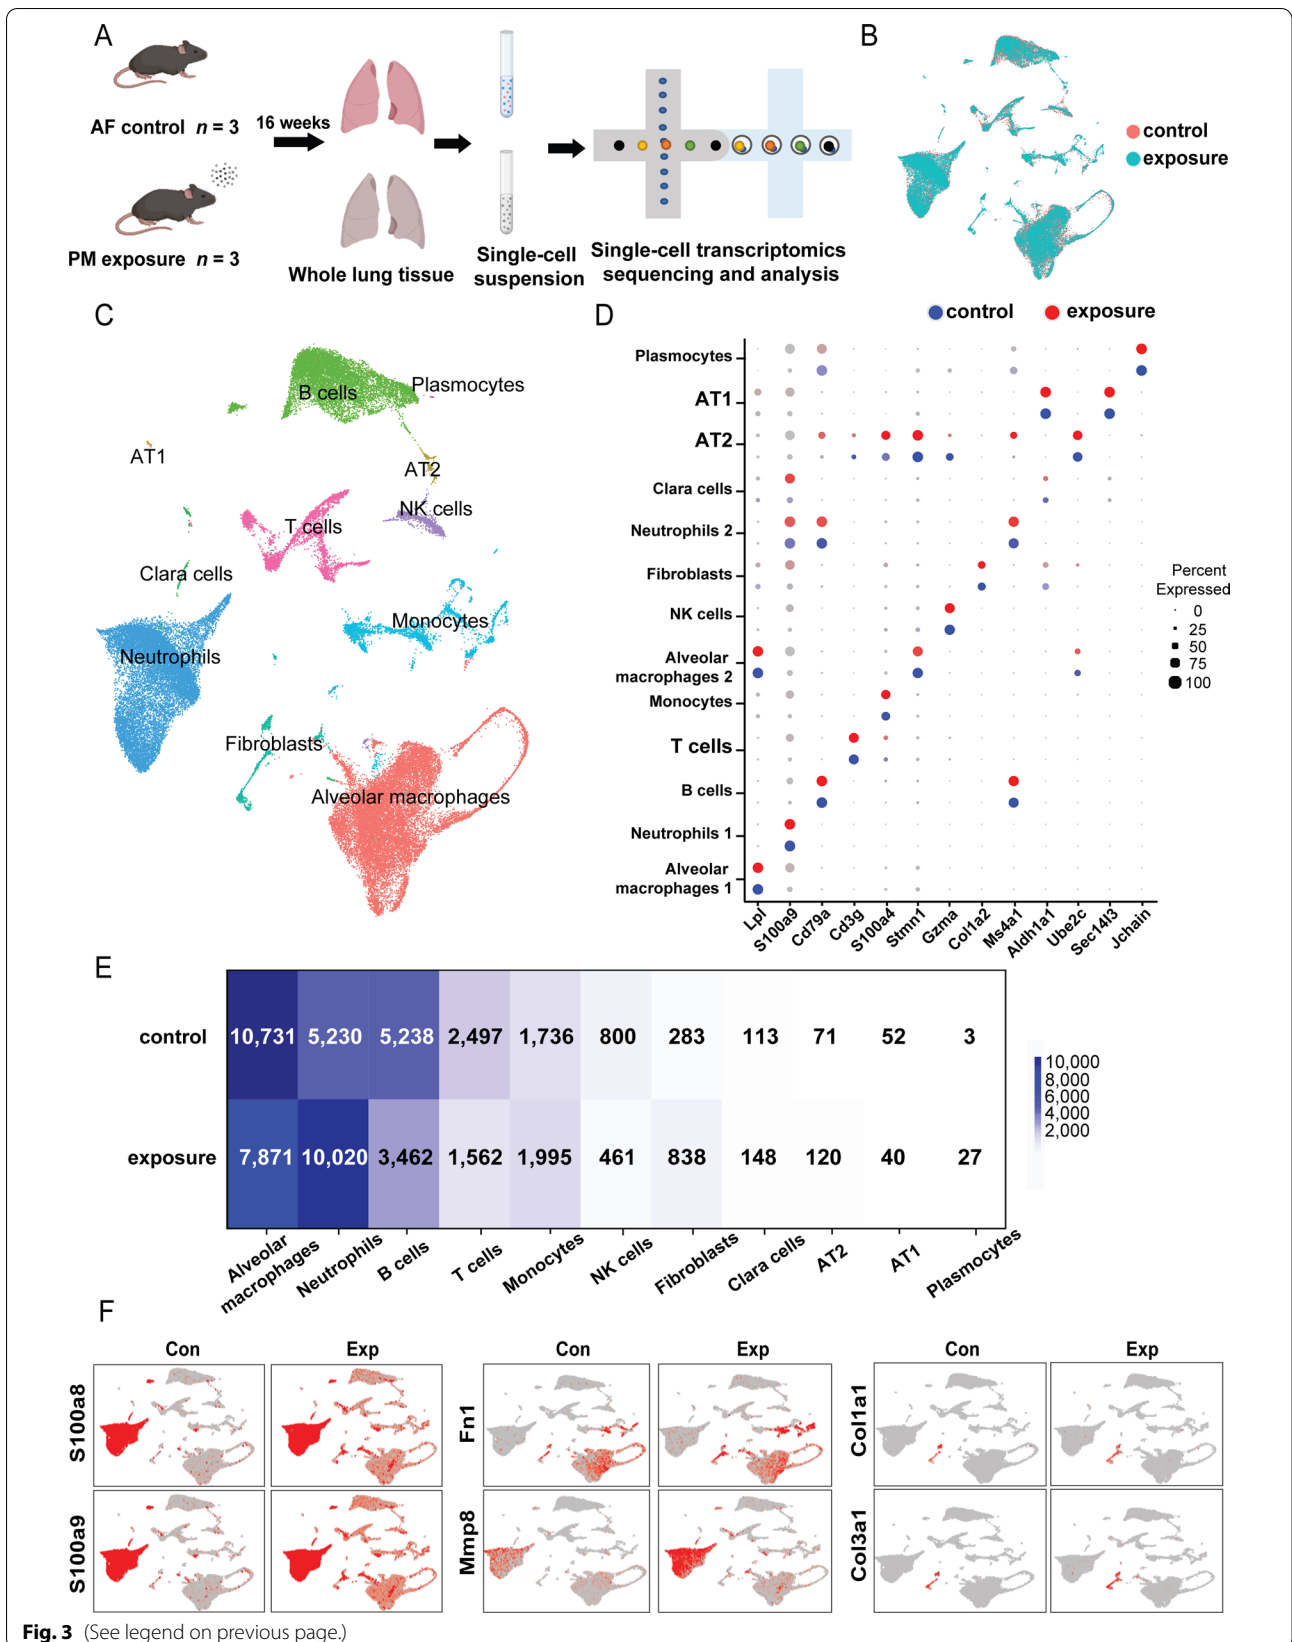 A
AF control n = 3
PM exposure n = 3
16 weeks
Whole lung tissue
Single-cell
suspension
Single-cell transcriptomics
sequencing and analysis
B
control
exposure
C
B cells
Plasmocytes
AT1
AT2
NK cells
T cells
Clara cells
Monocytes
Neutrophils
Fibroblasts
Alveolar macrophages
D
control exposure
Plasmocytes
AT1
AT2
Clara cells
Neutrophils 2
Fibroblasts
NK cells
Alveolar
macrophages 2
Monocytes
T cells
B cells
Neutrophils 1
Alveolar
macrophages 1
Lpl
S100a9
Cd79a
Cd3g
S100a4
Stmn1
Gzma
Col1a2
Ms4a1
Aldh1a1
Ube2c
Sec14l3
Jchain
Percent
Expressed
0
25
50
75
100
E
control 10,731 5,230 5,238 2,497 1,736 800 283 113 71 52 3
exposure 7,871 10,020 3,462 1,562 1,995 461 838 148 120 40 27
Alveolar
macrophages
Neutrophils
B cells
T cells
Monocytes
NK cells
Fibroblasts
Clara cells
AT2
AT1
Plasmocytes
10,000
8,000
6,000
4,000
2,000
F
Con Exp Con Exp Con Exp
S100a8
Fn1
Col1a1
S100a9
Mmp8
Col3a1
Fig. 3 (See legend on previous page.)